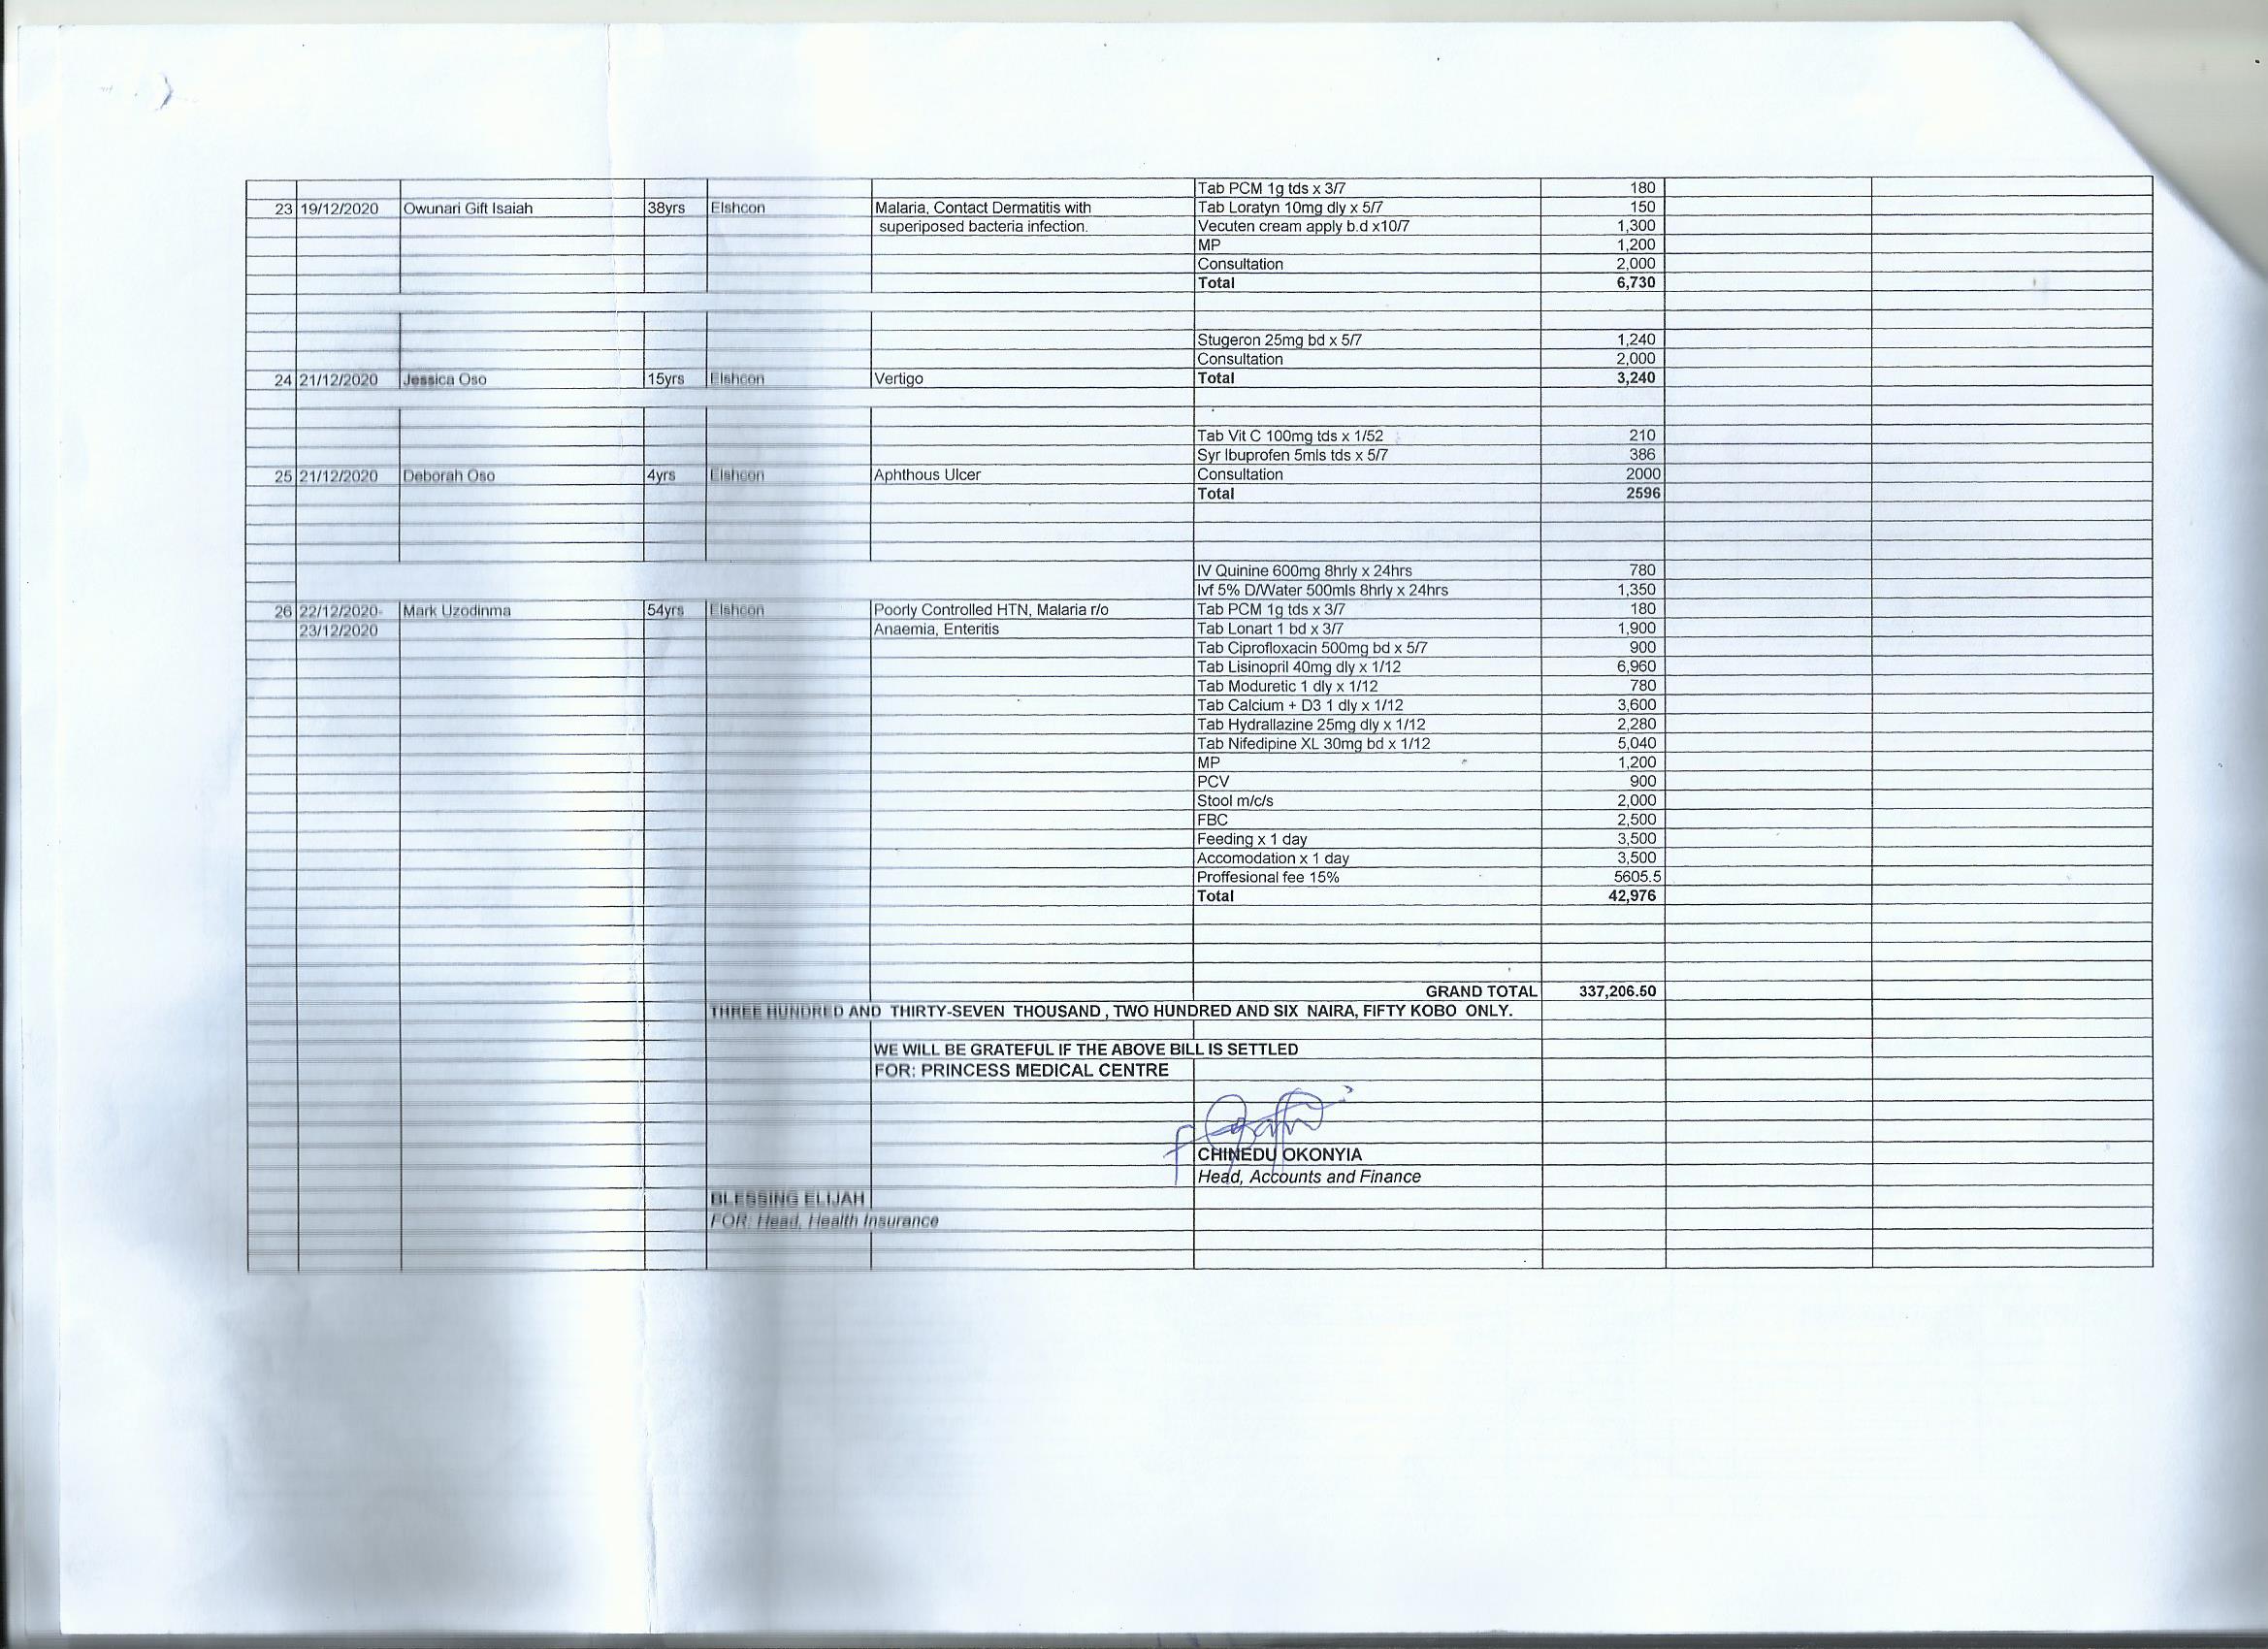 Tab PCM 1g tds x 3/7 180
23 19/12/2020 Owunari Gift Isaiah 38yrs Elshcon Malaria, Contact Dermatitis with Tab Loratyn 10mg dly x 5/7 150
superiposed bacteria infection. Vecuten cream apply b.d x10/7 1,300
MP 1,200
Consultation 2,000
Total 6,730
Stugeron 25mg bd x 5/7 1,240
Consultation 2,000
24 21/12/2020 Jessica Oso 15yrs Elshcon Vertigo Total 3,240
Tab Vit C 100mg tds x 1/52 210
Syr Ibuprofen 5mls tds x 5/7 386
25 21/12/2020 Deborah Oso 4yrs Elshcon Aphthous Ulcer Consultation 2000
Total 2596
IV Quinine 600mg 8hrly x 24hrs 780
Ivf 5% D/Water 500mls 8hrly x 24hrs 1,350
26 22/12/2020- Mark Uzodinma 54yrs Elshcon Poorly Controlled HTN, Malaria r/o Tab PCM 1g tds x 3/7 180
23/12/2020 Anaemia, Enteritis Tab Lonart 1 bd x 3/7 1,900
Tab Ciprofloxacin 500mg bd x 5/7 900
Tab Lisinopril 40mg dly x 1/12 6,960
Tab Moduretic 1 dly x 1/12 780
Tab Calcium + D3 1 dly x 1/12 3,600
Tab Hydrallazine 25mg dly x 1/12 2,280
Tab Nifedipine XL 30mg bd x 1/12 5,040
MP 1,200
PCV 900
Stool m/c/s 2,000
FBC 2,500
Feeding x 1 day 3,500
Accomodation x 1 day 3,500
Proffesional fee 15% 5605.5
Total 42,976
GRAND TOTAL 337,206.50
THREE HUNDRED AND THIRTY-SEVEN THOUSAND , TWO HUNDRED AND SIX NAIRA, FIFTY KOBO ONLY.
WE WILL BE GRATEFUL IF THE ABOVE BILL IS SETTLED
FOR: PRINCESS MEDICAL CENTRE
CHINEDU OKONYIA
Head, Accounts and Finance
BLESSING ELIJAH
FOR: Head, Health Insurance